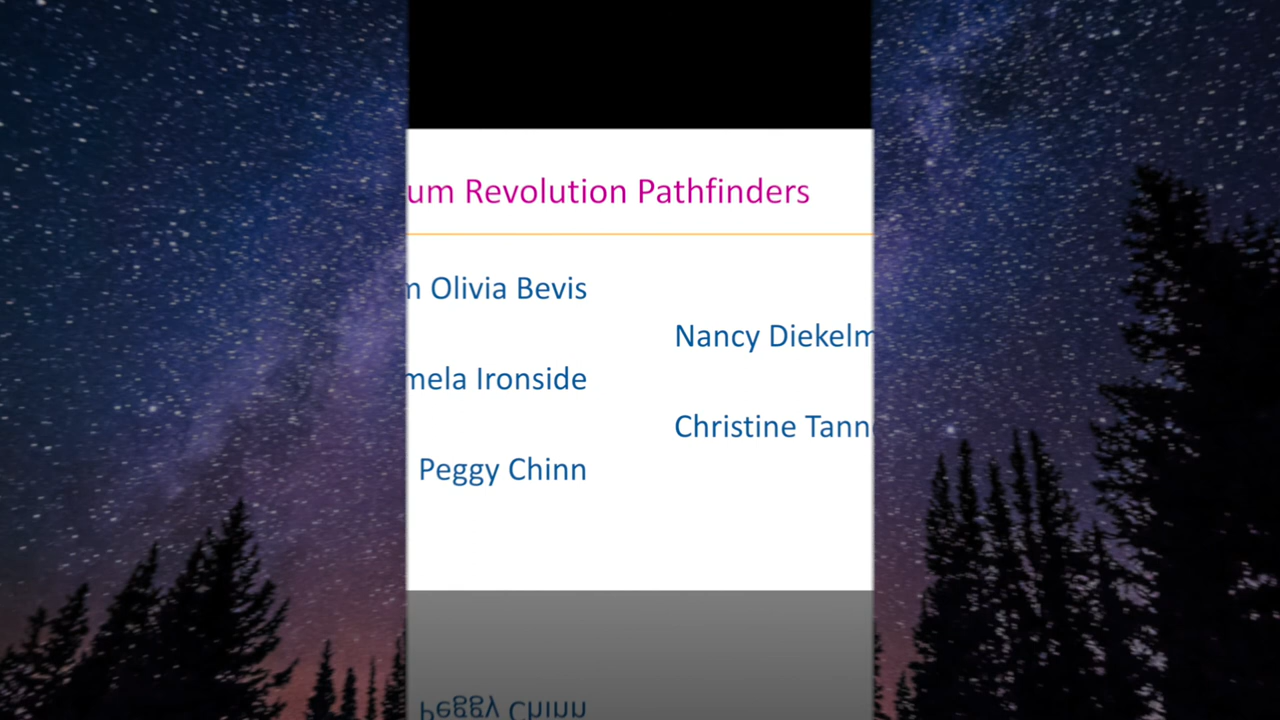 um Revolution Pathfinders
m Olivia Bevis
Nancy Diekelm
mela Ironside
Christine Tann
Peggy Chinn
Peggy Chinn